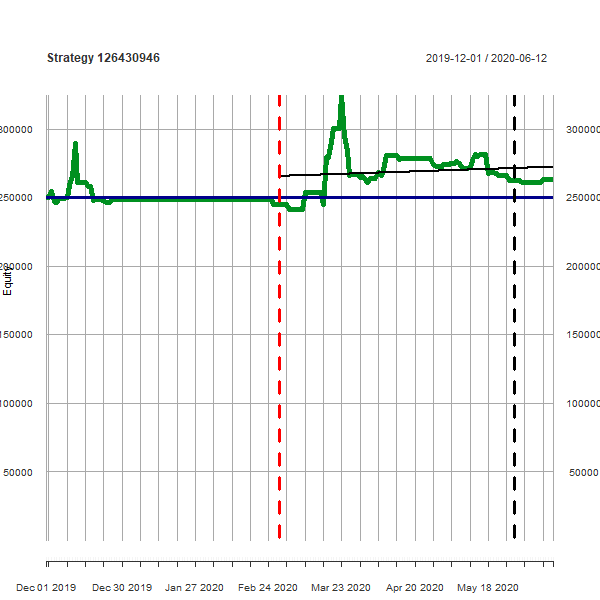 Strategy 126430946 2019-12-01 / 2020-06-12
300000 300000
250000 250000
200000 200000
Equity
150000 150000
100000 100000
50000 50000
Dec 01 2019 Dec 30 2019 Jan 27 2020 Feb 24 2020 Mar 23 2020 Apr 20 2020 May 18 2020